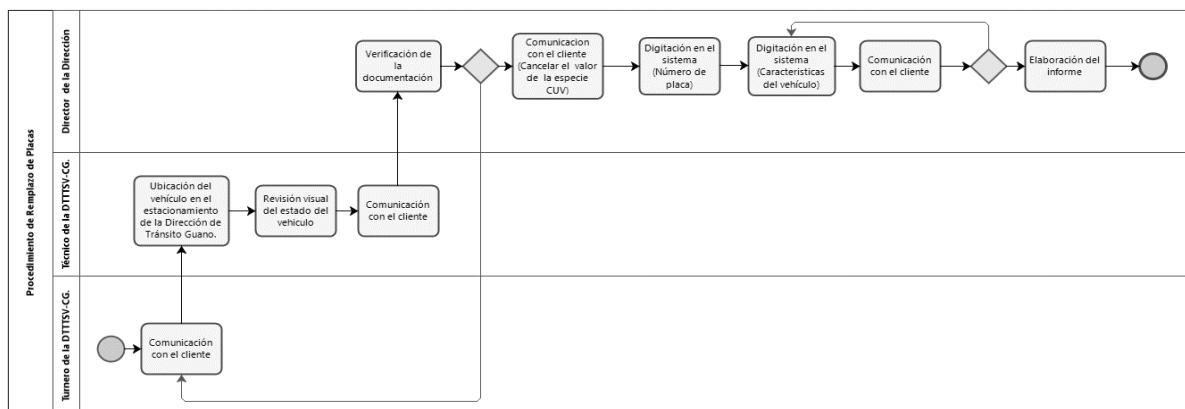 Procedimiento de Remplazo de Placas
Director de la Dirección
Verificación de
la
documentación
Comunicacion
con el cliente
(Cancelar el valor
de la especie
CUV)
Digitación en el
sistema
(Número de
placa)
Digitación en el
sistema
(Caracteristicas
del vehículo)
Comunicación
con el cliente
Elaboración del
informe
Técnico de la DTTTSV-CG.
Ubicación del
vehículo en el
estacionamiento
de la Dirección de
Tránsito Guano.
Revisión visual
del estado del
vehiculo
Comunicación
con el cliente
Turnero de la DTTTSV-CG.
Comunicación
con el cliente